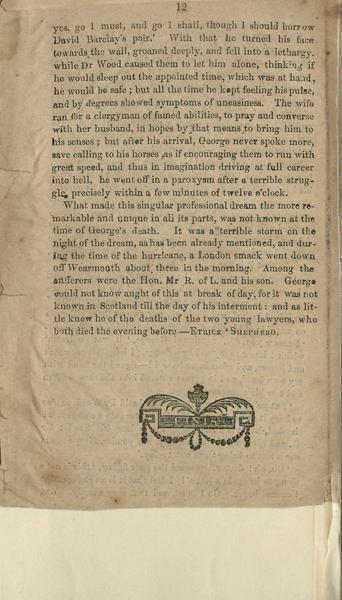 12
yes, go I must, and go I shall, though I should borrow
David Barclay's pair.' With that he turned his face
towards the wall, groaned deeply, and fell into a lethargy.
while Dr Wood caused them to let him alone, thinking if
he would sleep out the appointed time, which was at hand,
he would be safe; but all the time he kept feeling his pulse,
and by degrees showed symptoms of uneasiness. The wife
ran for a clergyman of famed abilities, to pray and converse
with her husband, in hopes by that means to bring him to
his senses; but after his arrival, George never spoke more,
save calling to his horses ,as if encouraging them to run with
great speed, and thus in imagination driving at full career
into hell, he went off in a paroxysm after a terrible strug-
gle, precisely within a few minutes of twelve o'clock.
What made this singular professional dream the more re-
markable and unique in all its parts, was not known at the
time of George's death. It was a terrible storm on the
night of the dream, as has been already mentioned, and dur-
ing the time of the hurricane, a London smack went down
off Wearmouth about three in the morning. Among the
sufferers were the Hon. Mr R. of L. and his son. George
could not know aught of this at break of day, for it was not
known in Scotland till the day of his interment: and as lit-
tle knew he of the deaths of the two young lawyers, who
both died the evening before.—ETRICK SHEPHERD.
FINIS